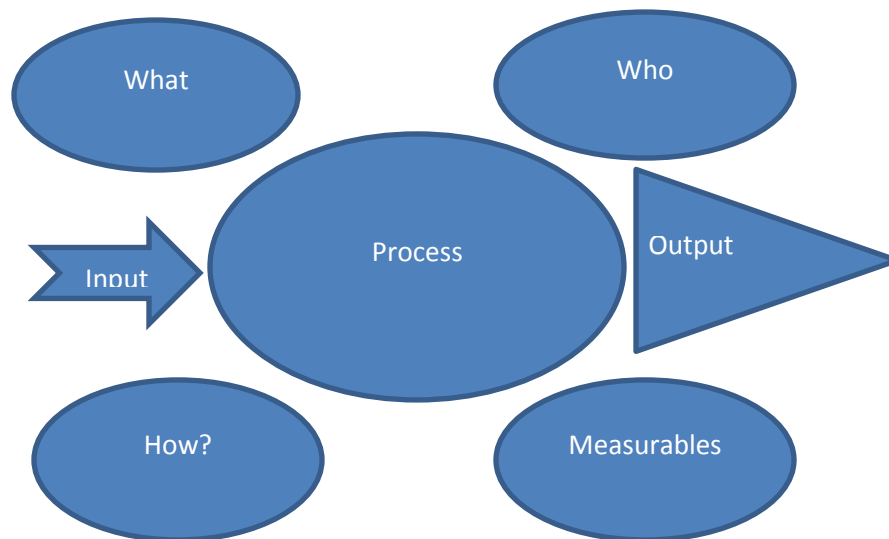 What
Who
Process
Output
Input
How?
Measurables